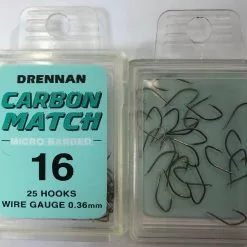 DRENNAN
CARBON
MATCH
MICRO BARBED
16
25 HOOKS
WIRE GAUGE 0.36mm